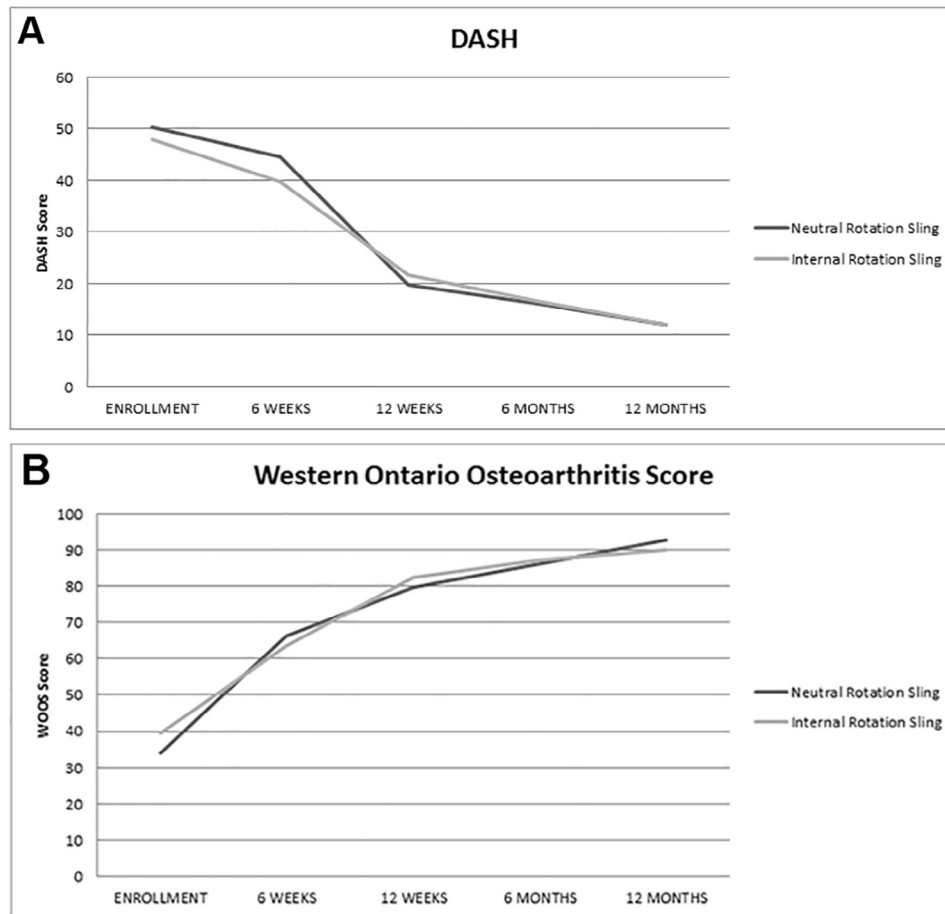 A
DASH
60
50
40
30
20
10
0
DASH Score
ENROLLMENT 6 WEEKS 12 WEEKS 6 MONTHS 12 MONTHS
Neutral Rotation Sling
Internal Rotation Sling
B
Western Ontario Osteoarthritis Score
100
90
80
70
60
50
40
30
20
10
0
WOOS Score
ENROLLMENT 6 WEEKS 12 WEEKS 6 MONTHS 12 MONTHS
Neutral Rotation Sling
Internal Rotation Sling